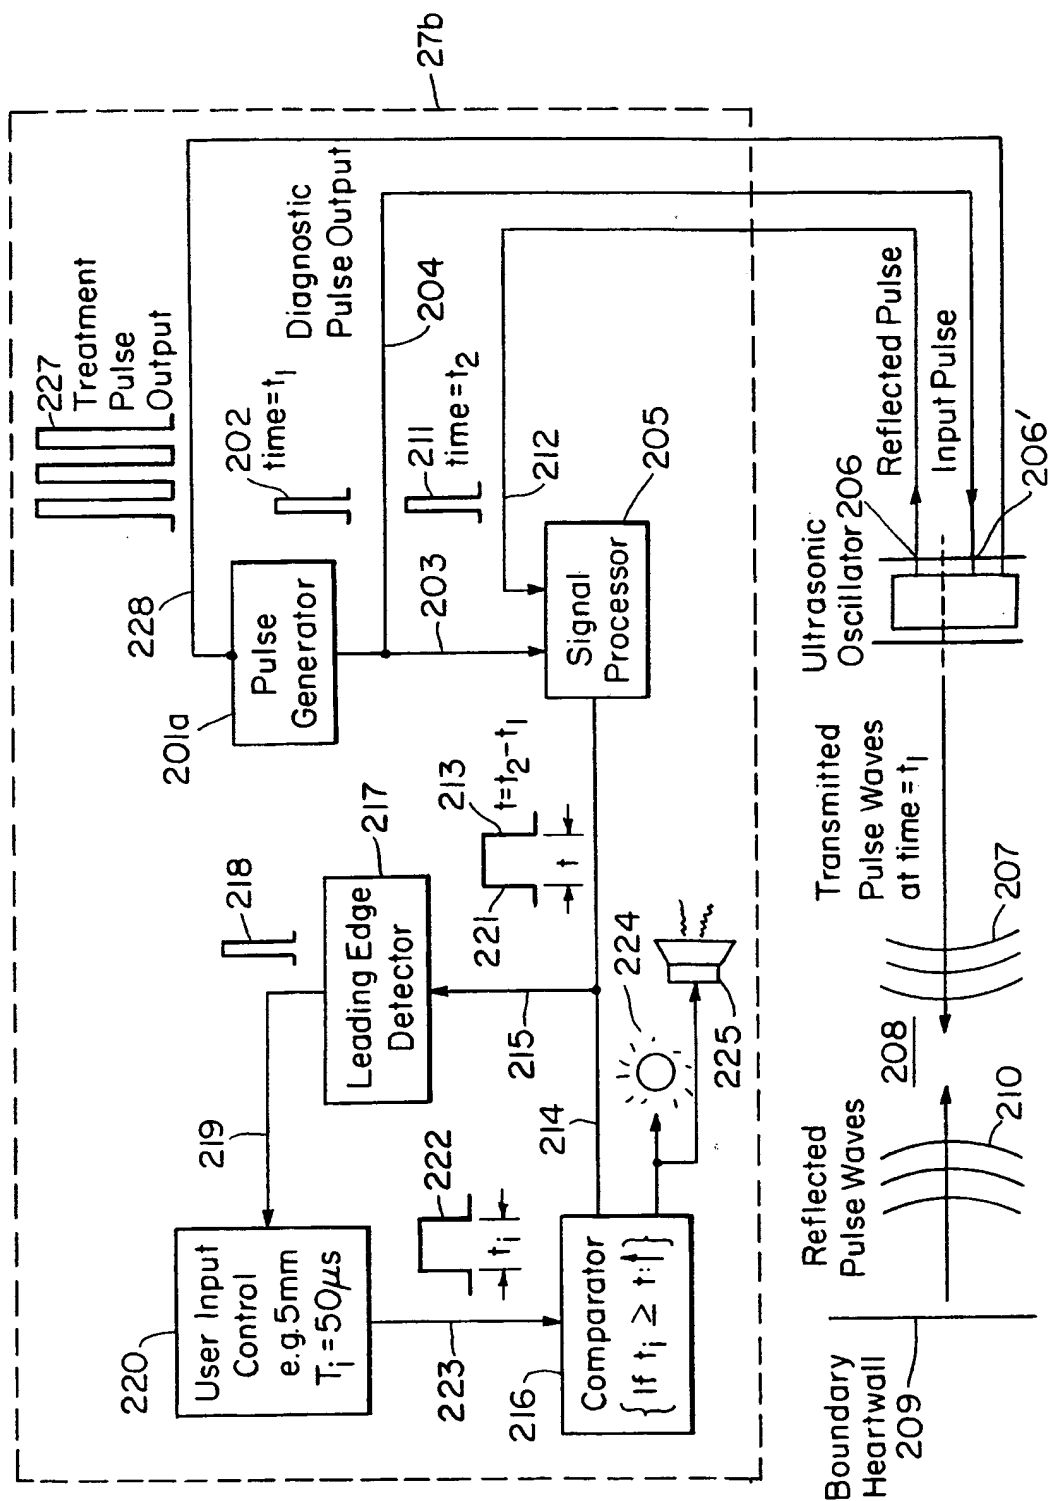 27b
227
Treatment
Pulse
Output
228
202
time=t1
Diagnostic
Pulse Output
204
201a
Pulse
Generator
203
211
time=t2
212
205
Signal
Processor
218
217
Leading Edge
Detector
213
t=t2-t1
221
t
215
219
220
User Input
Control
e.g. 5mm
Ti = 50µs
222
ti
223
216
Comparator
{If ti ≥ t:1}
214
224
225
Ultrasonic
Oscillator 206
Reflected Pulse
Input Pulse
206'
Transmitted
Pulse Waves
at time = t1
207
208
Reflected
Pulse Waves
210
Boundary
Heartwall
209